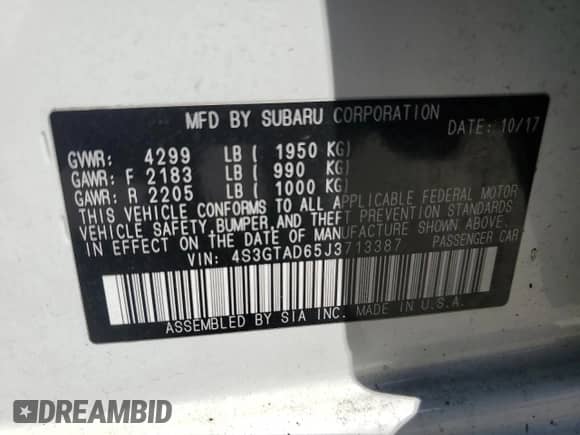 MFD BY SUBARU CORPORATION
DATE: 10/17
GVWR: 4299 LB ( 1950 KG)
GAWR: F 2183 LB ( 990 KG)
GAWR: R 2205 LB ( 1000 KG)
THIS VEHICLE CONFORMS TO ALL APPLICABLE FEDERAL MOTOR
VEHICLE SAFETY, BUMPER, AND THEFT PREVENTION STANDARDS
IN EFFECT ON THE DATE OF MANUFACTURE SHOWN ABOVE.
VIN: 4S3GTAD65J3713387 PASSENGER CAR
ASSEMBLED BY SIA INC. MADE IN U.S.A.
DREAMBID